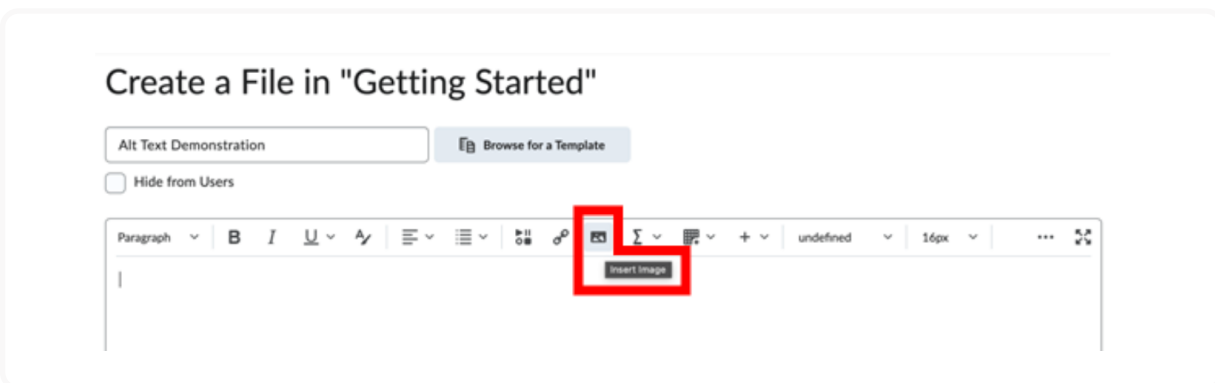 Create a File in "Getting Started"
Alt Text Demonstration Browse for a Template
Hide from Users
Paragraph B I U undefined 16px
Insert Image